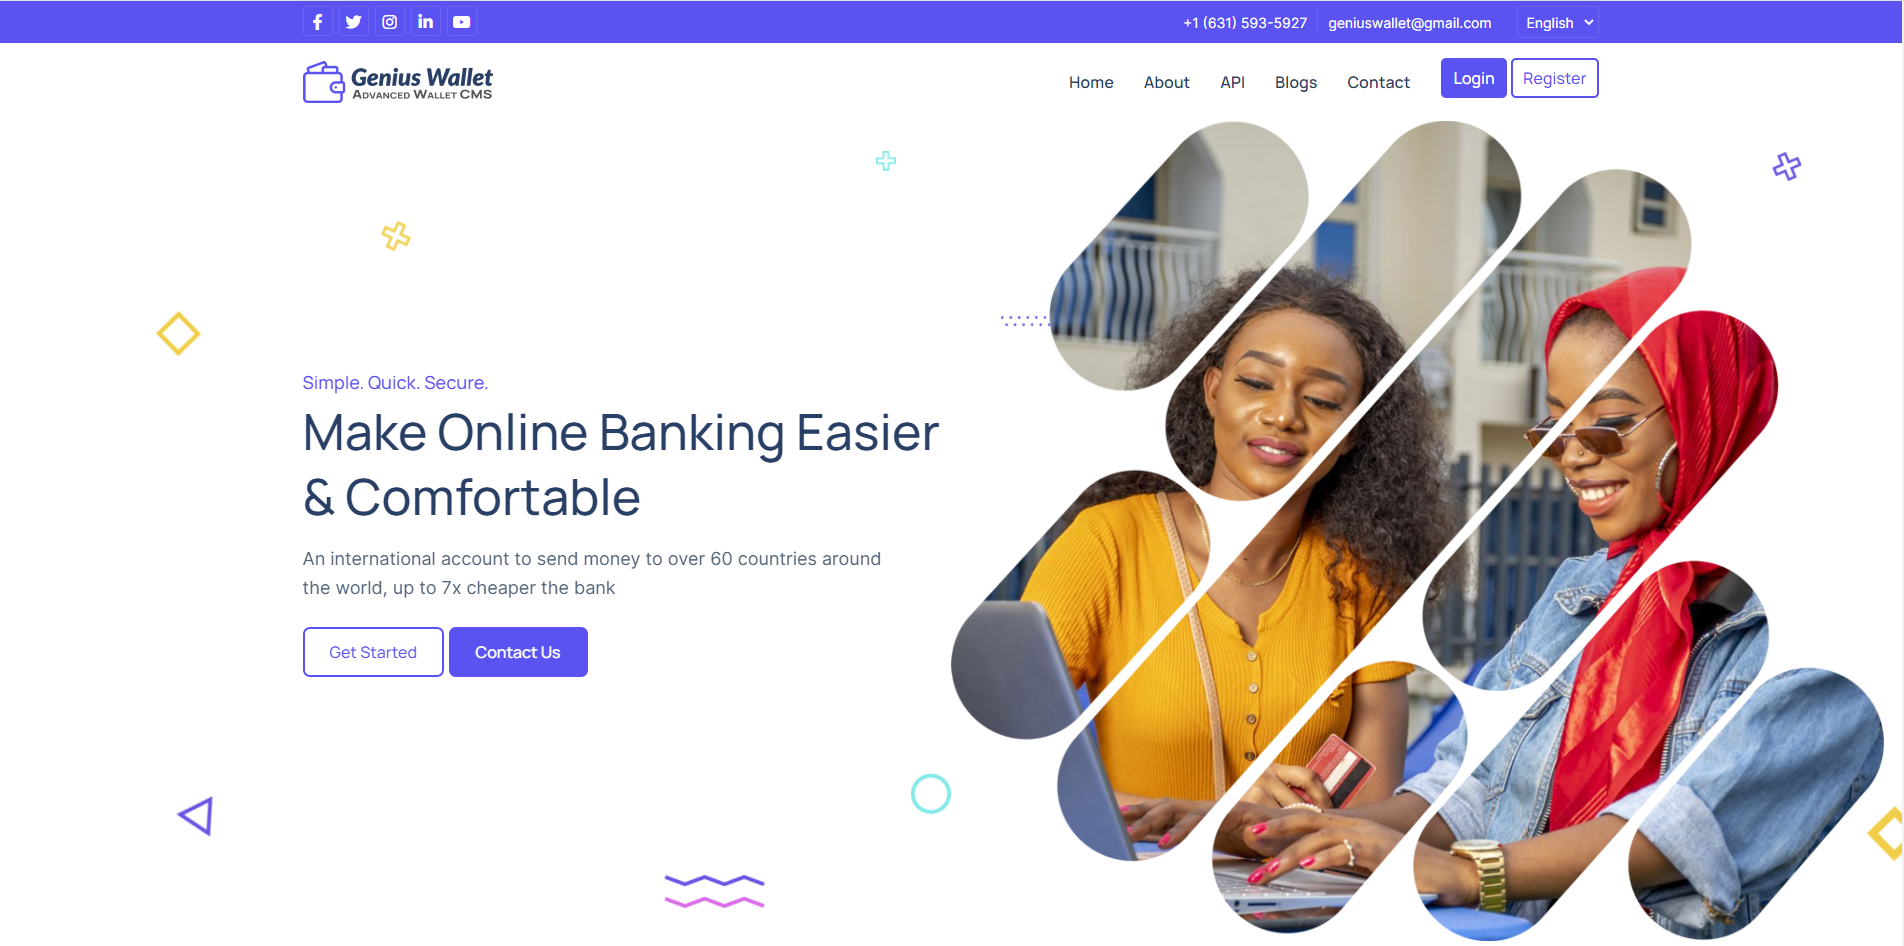 +1 (631) 593-5927
geniuswallet@gmail.com
English
Genius Wallet
ADVANCED WALLET CMS
Home
About
API
Blogs
Contact
Login
Register
Simple. Quick. Secure.
Make Online Banking Easier
& Comfortable
An international account to send money to over 60 countries around
the world, up to 7x cheaper the bank
Get Started
Contact Us